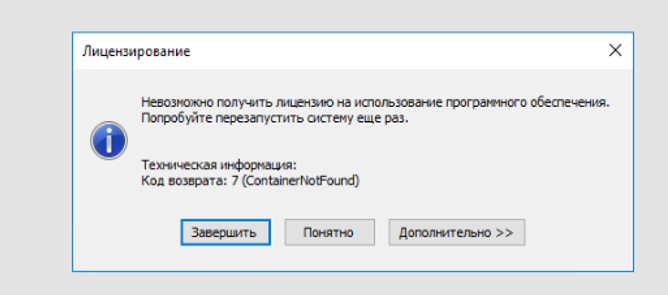 Лицензирование
Невозможно получить лицензию на использование программного обеспечения.
Попробуйте перезапустить систему еще раз.
Техническая информация:
Код возврата: 7 (ContainerNotFound)
Завершить Понятно Дополнительно >>